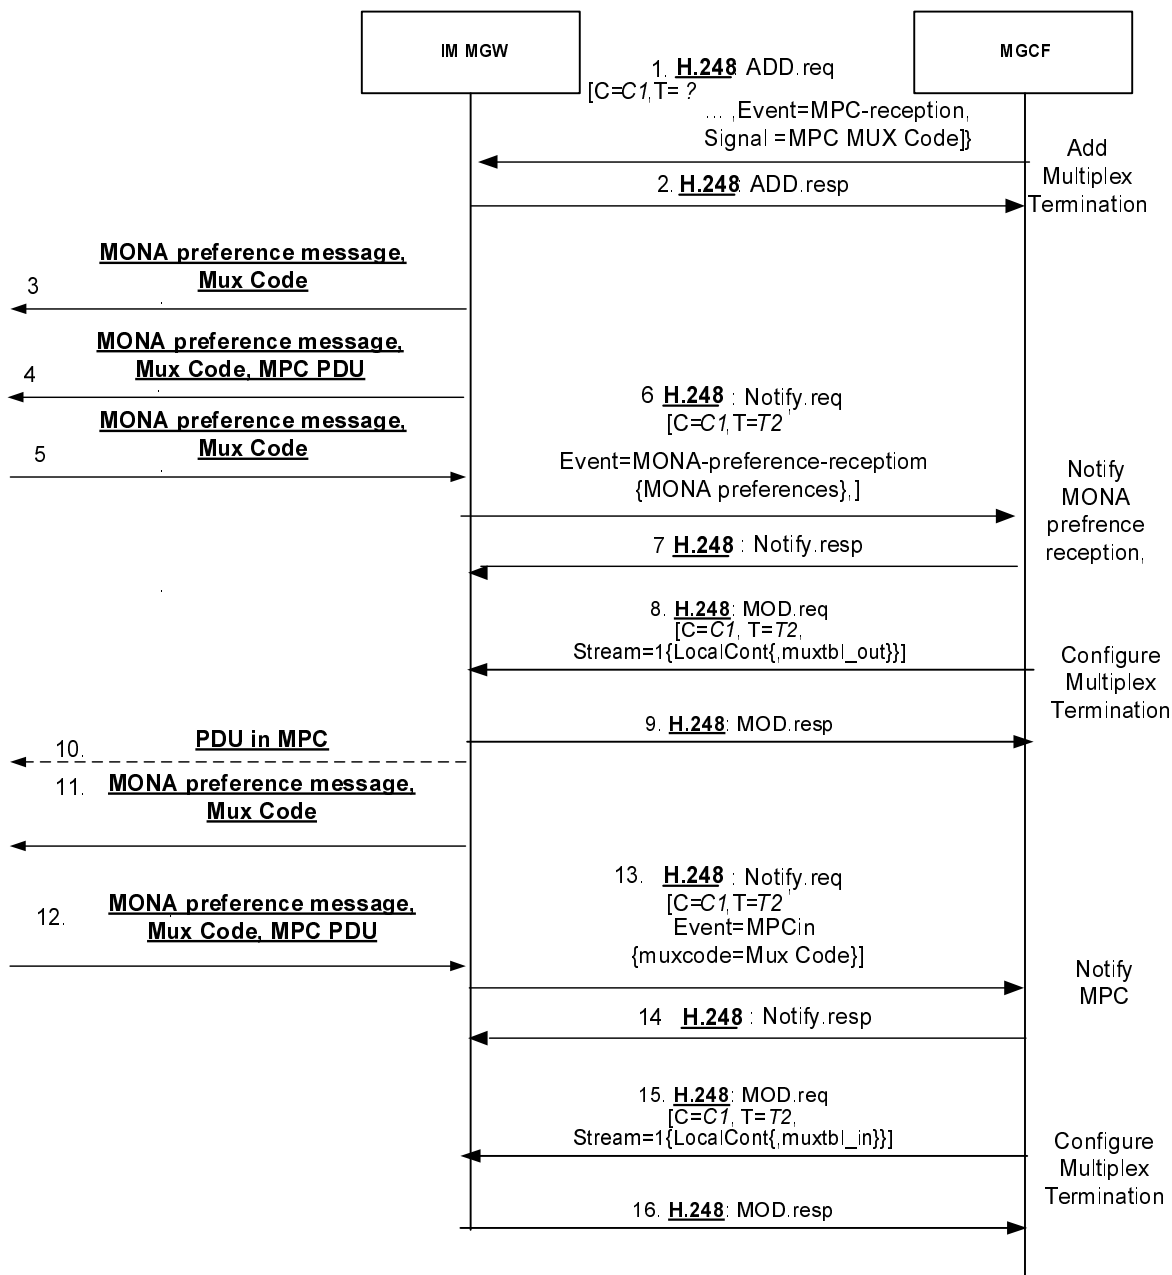 IM MGW
MGCF
1. H.248: ADD.req
[C=C1,T= ?
... ,Event=MPC-reception,
Signal =MPC MUX Code]}
Add
Multiplex
Termination
2. H.248: ADD.resp
MONA preference message,
Mux Code
3
MONA preference message,
Mux Code, MPC PDU
4
MONA preference message,
Mux Code
5
6 H.248 : Notify.req
[C=C1,T=T2
Event=MONA-preference-receptiom
{MONA preferences},]
Notify
MONA
prefrence
reception,
7 H.248 : Notify.resp
8. H.248: MOD.req
[C=C1, T=T2,
Stream=1{LocalCont{,muxtbl_out}}]
Configure
Multiplex
Termination
9. H.248: MOD.resp
10. PDU in MPC
11. MONA preference message,
Mux Code
12. MONA preference message,
Mux Code, MPC PDU
13. H.248 : Notify.req
[C=C1,T=T2
Event=MPCin
{muxcode=Mux Code}]
Notify
MPC
14 H.248 : Notify.resp
15. H.248: MOD.req
[C=C1, T=T2,
Stream=1{LocalCont{,muxtbl_in}}]
Configure
Multiplex
Termination
16. H.248: MOD.resp